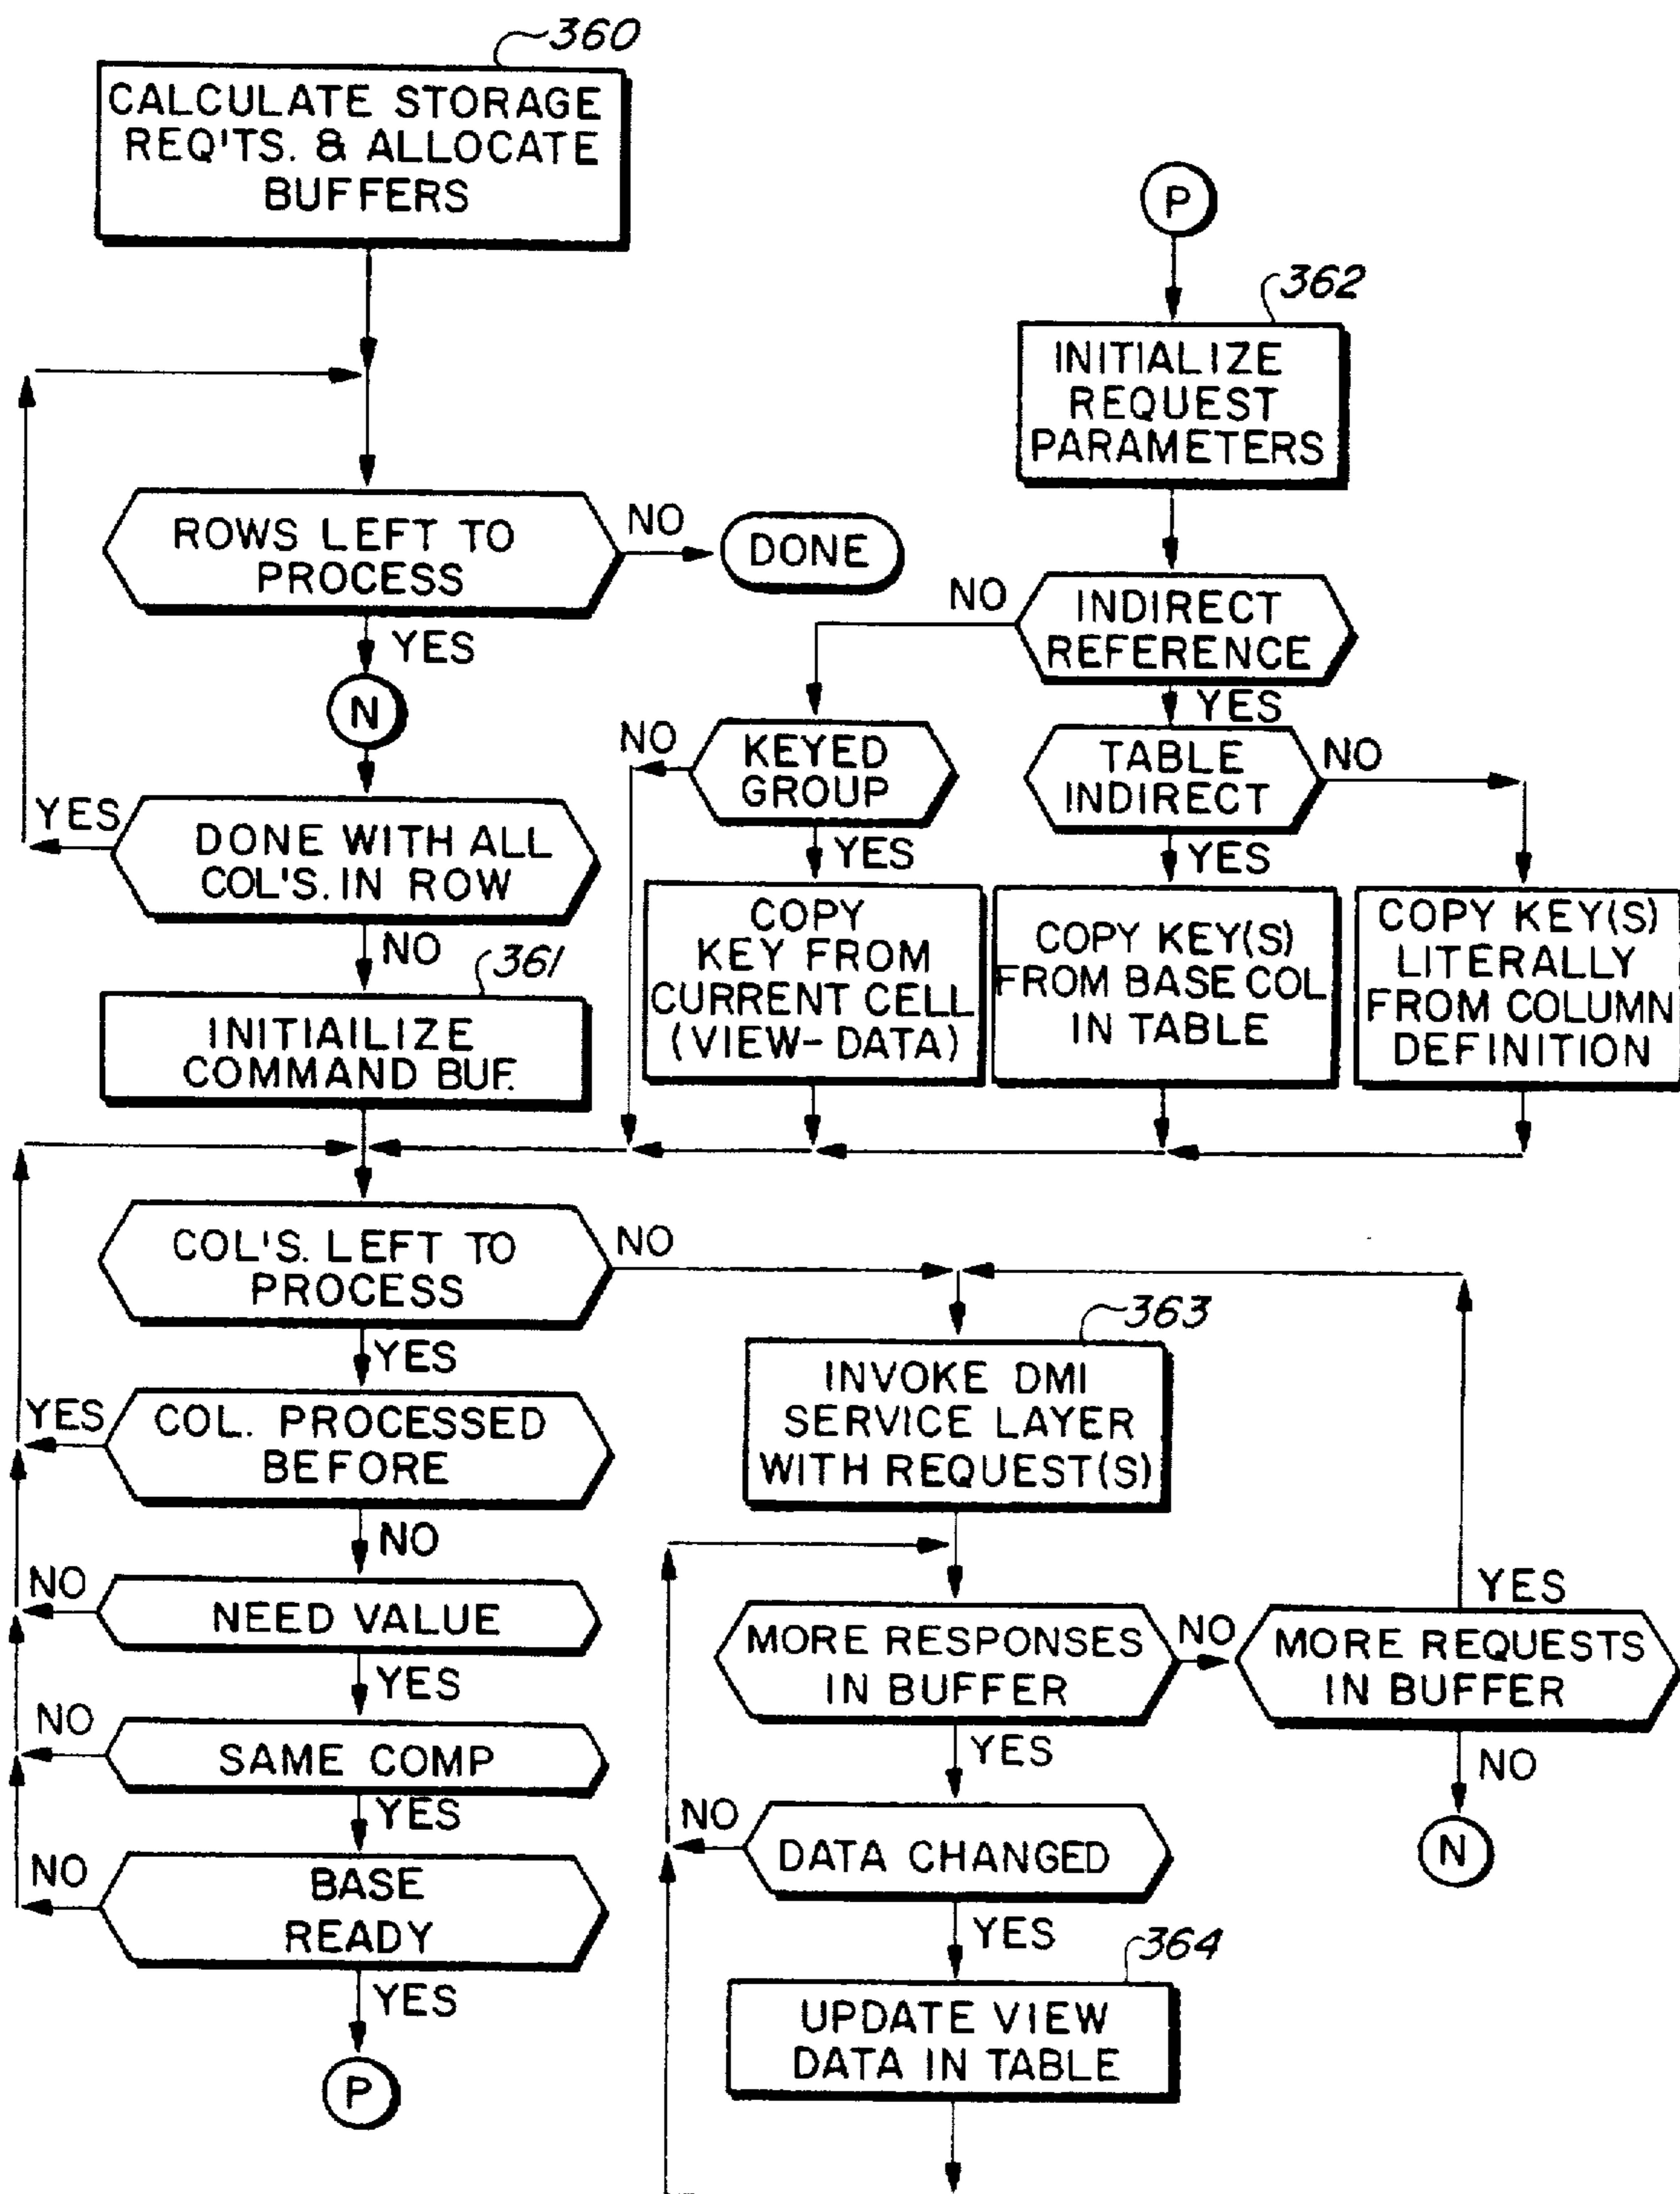 360
CALCULATE STORAGE
REQ'TS. & ALLOCATE
BUFFERS
ROWS LEFT TO
PROCESS
NO
DONE
YES
N
YES
DONE WITH ALL
COL'S. IN ROW
NO
361
INITIAILIZE
COMMAND BUF.
COL'S. LEFT TO
PROCESS
NO
YES
YES
COL. PROCESSED
BEFORE
NO
NO
NEED VALUE
YES
NO
SAME COMP
YES
NO
BASE
READY
YES
P
P
362
INITIALIZE
REQUEST
PARAMETERS
NO
INDIRECT
REFERENCE
YES
NO
KEYED
GROUP
YES
TABLE
INDIRECT
NO
YES
COPY
KEY FROM
CURRENT CELL
(VIEW-DATA)
COPY KEY(S)
FROM BASE COL
IN TABLE
COPY KEY(S)
LITERALLY
FROM COLUMN
DEFINITION
363
INVOKE DMI
SERVICE LAYER
WITH REQUEST(S)
MORE RESPONSES
IN BUFFER
NO
YES
MORE REQUESTS
IN BUFFER
YES
NO
N
NO
DATA CHANGED
YES
364
UPDATE VIEW
DATA IN TABLE